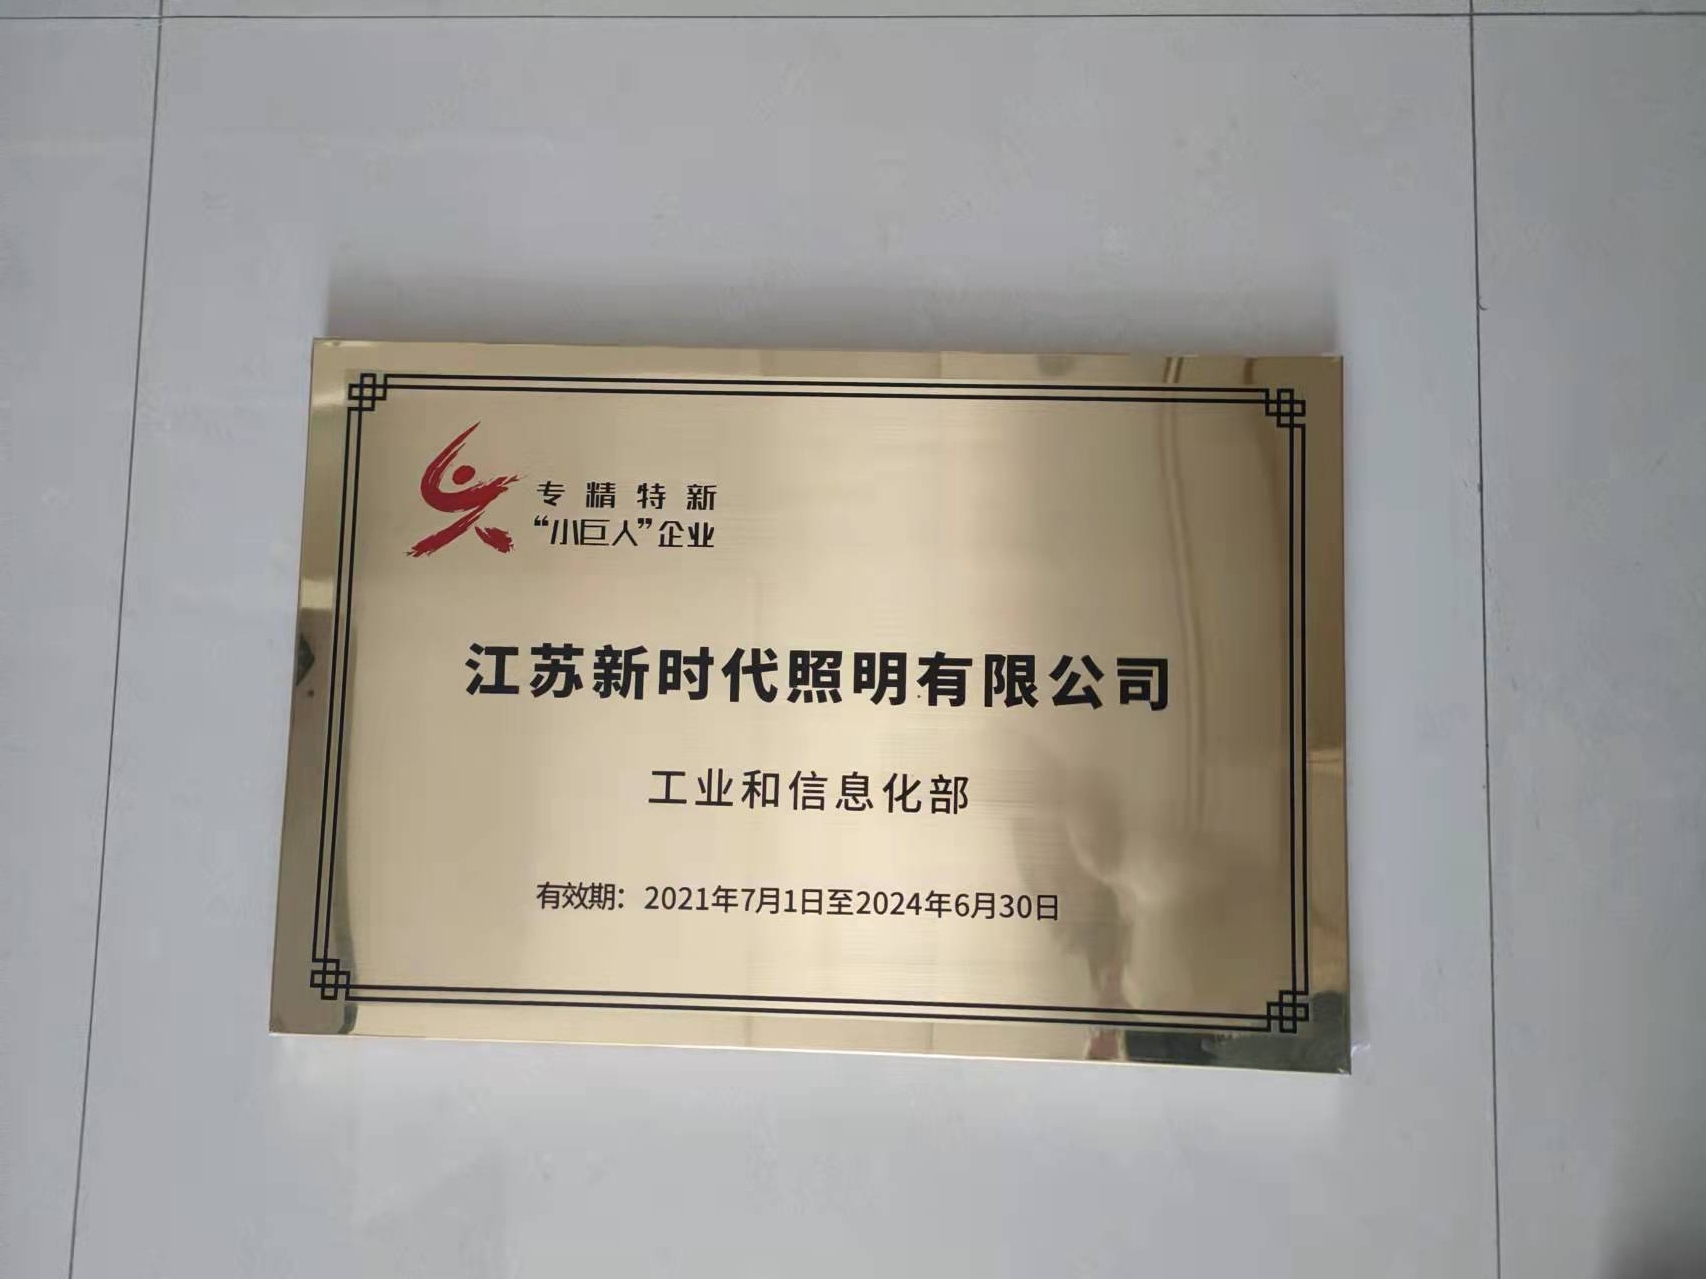 专精特新
“小巨人”企业
江苏新时代照明有限公司
工业和信息化部
有效期：2021年7月1日至2024年6月30日